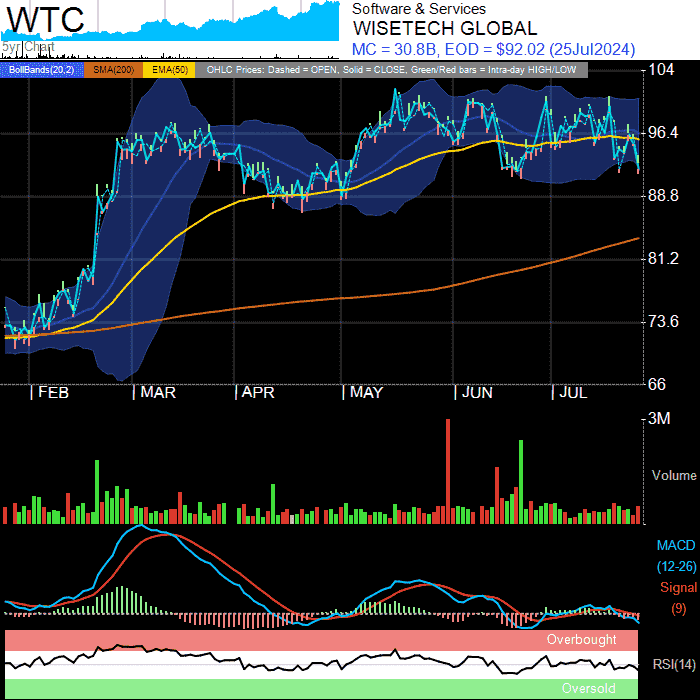 WTC
5yr Chart
Software & Services
WISETECH GLOBAL
MC = 30.8B, EOD = $92.02 (25Jul2024)
BollBands(20,2) SMA(200) EMA(50) OHLC Prices: Dashed = OPEN, Solid = CLOSE, Green/Red bars = Intra-day HIGH/LOW
104
96.4
88.8
81.2
73.6
66
| FEB | MAR | APR | MAY | JUN | JUL
3M
Volume
MACD
(12-26)
Signal
(9)
Overbought
RSI(14)
Oversold